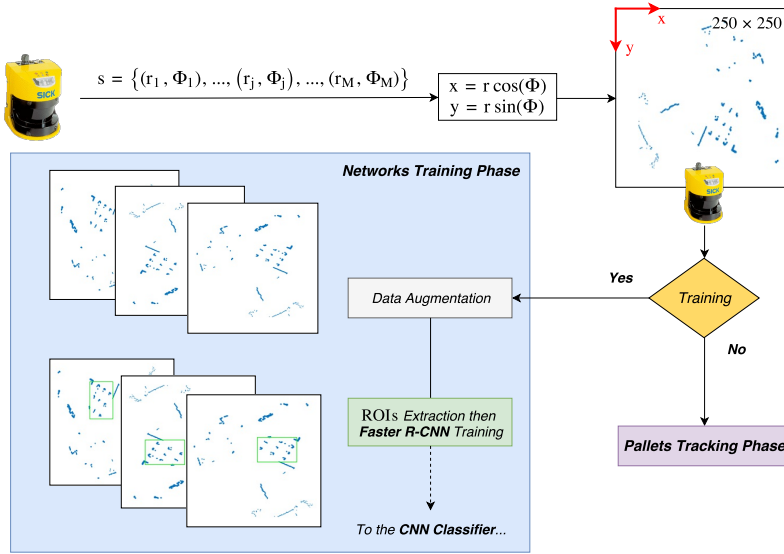 s = {(r₁, Φ₁), ..., (rⱼ, Φⱼ), ..., (r_M, Φ_M)}
x = r cos(Φ)
y = r sin(Φ)
x
250 × 250
y
SICK
SICK
Networks Training Phase
Yes
Training
Data Augmentation
No
ROIs Extraction then
Faster R-CNN Training
Pallets Tracking Phase
To the CNN Classifier...